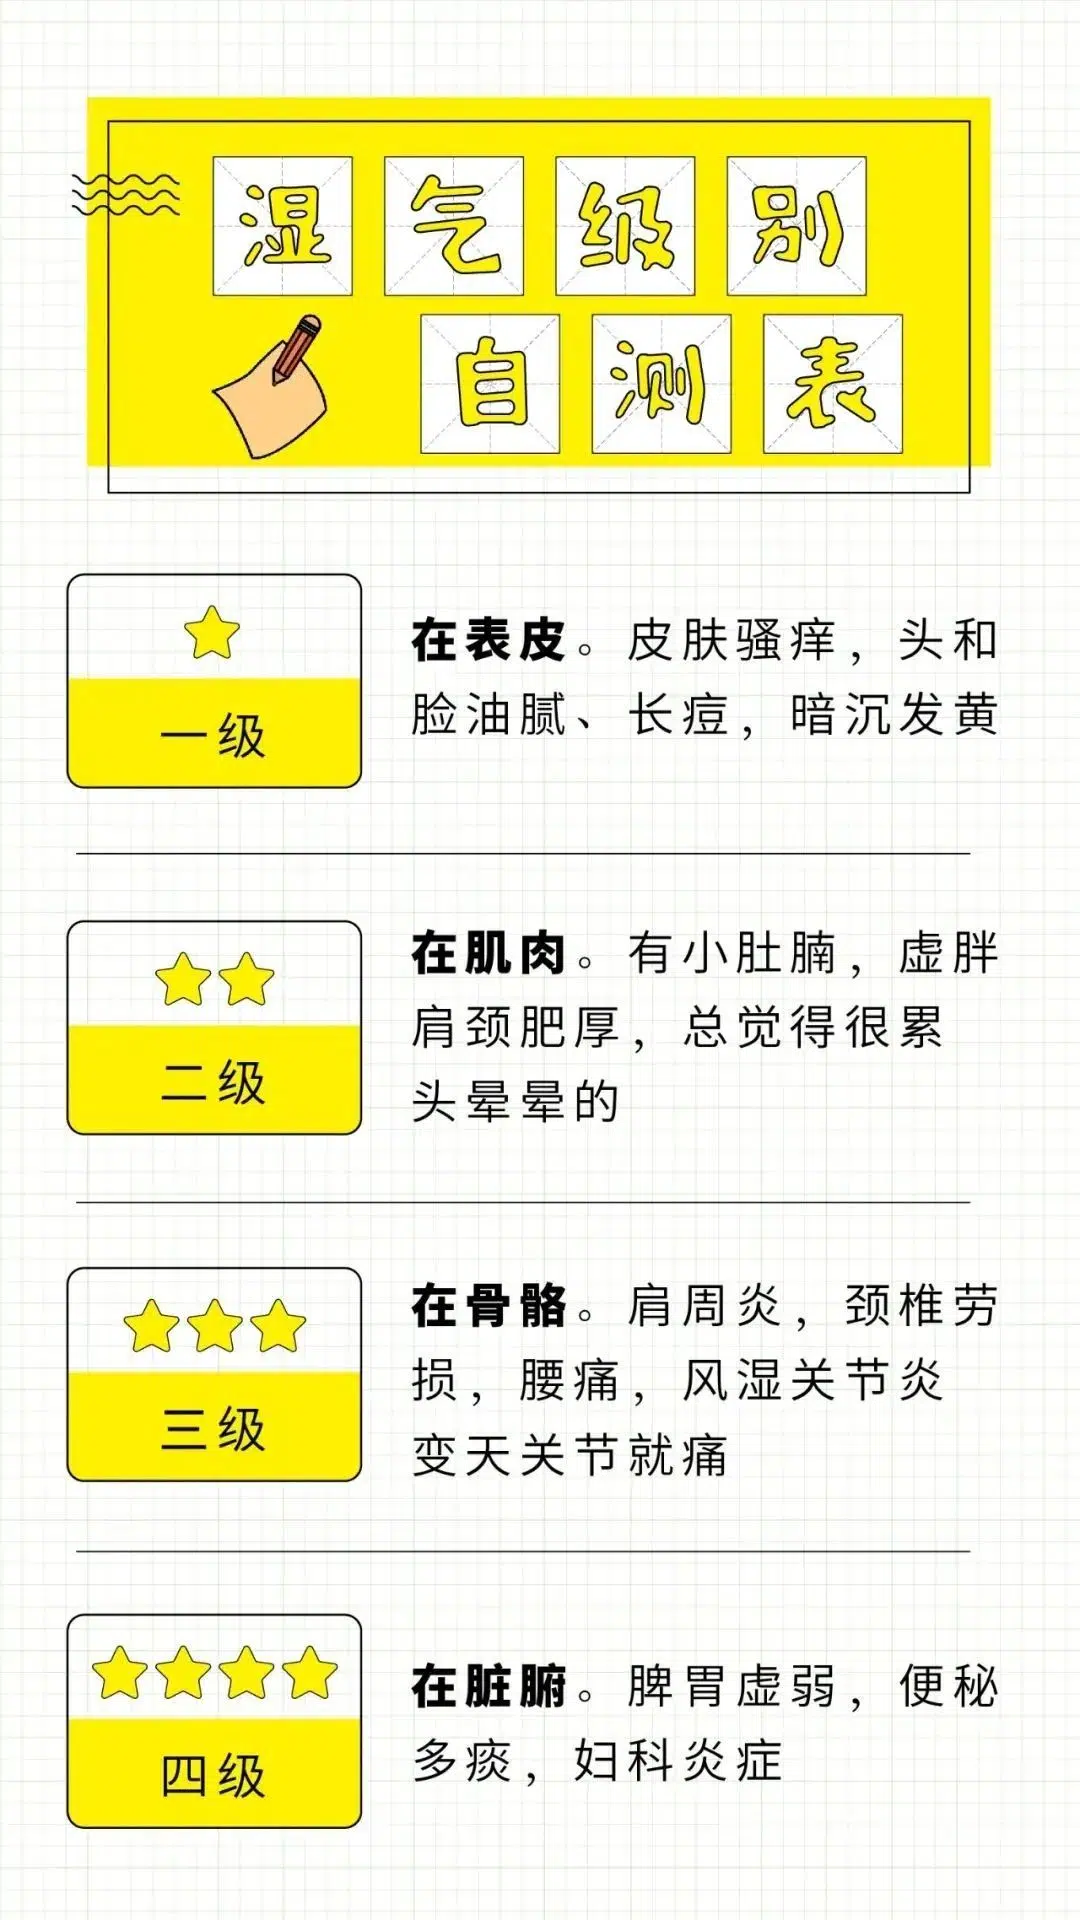 湿气级别
自测表
一级
在表皮。皮肤骚痒，头和
脸油腻、长痘，暗沉发黄
二级
在肌肉。有小肚腩，虚胖
肩颈肥厚，总觉得很累
头晕晕的
三级
在骨骼。肩周炎，颈椎劳
损，腰痛，风湿关节炎
变天关节就痛
四级
在脏腑。脾胃虚弱，便秘
多痰，妇科炎症